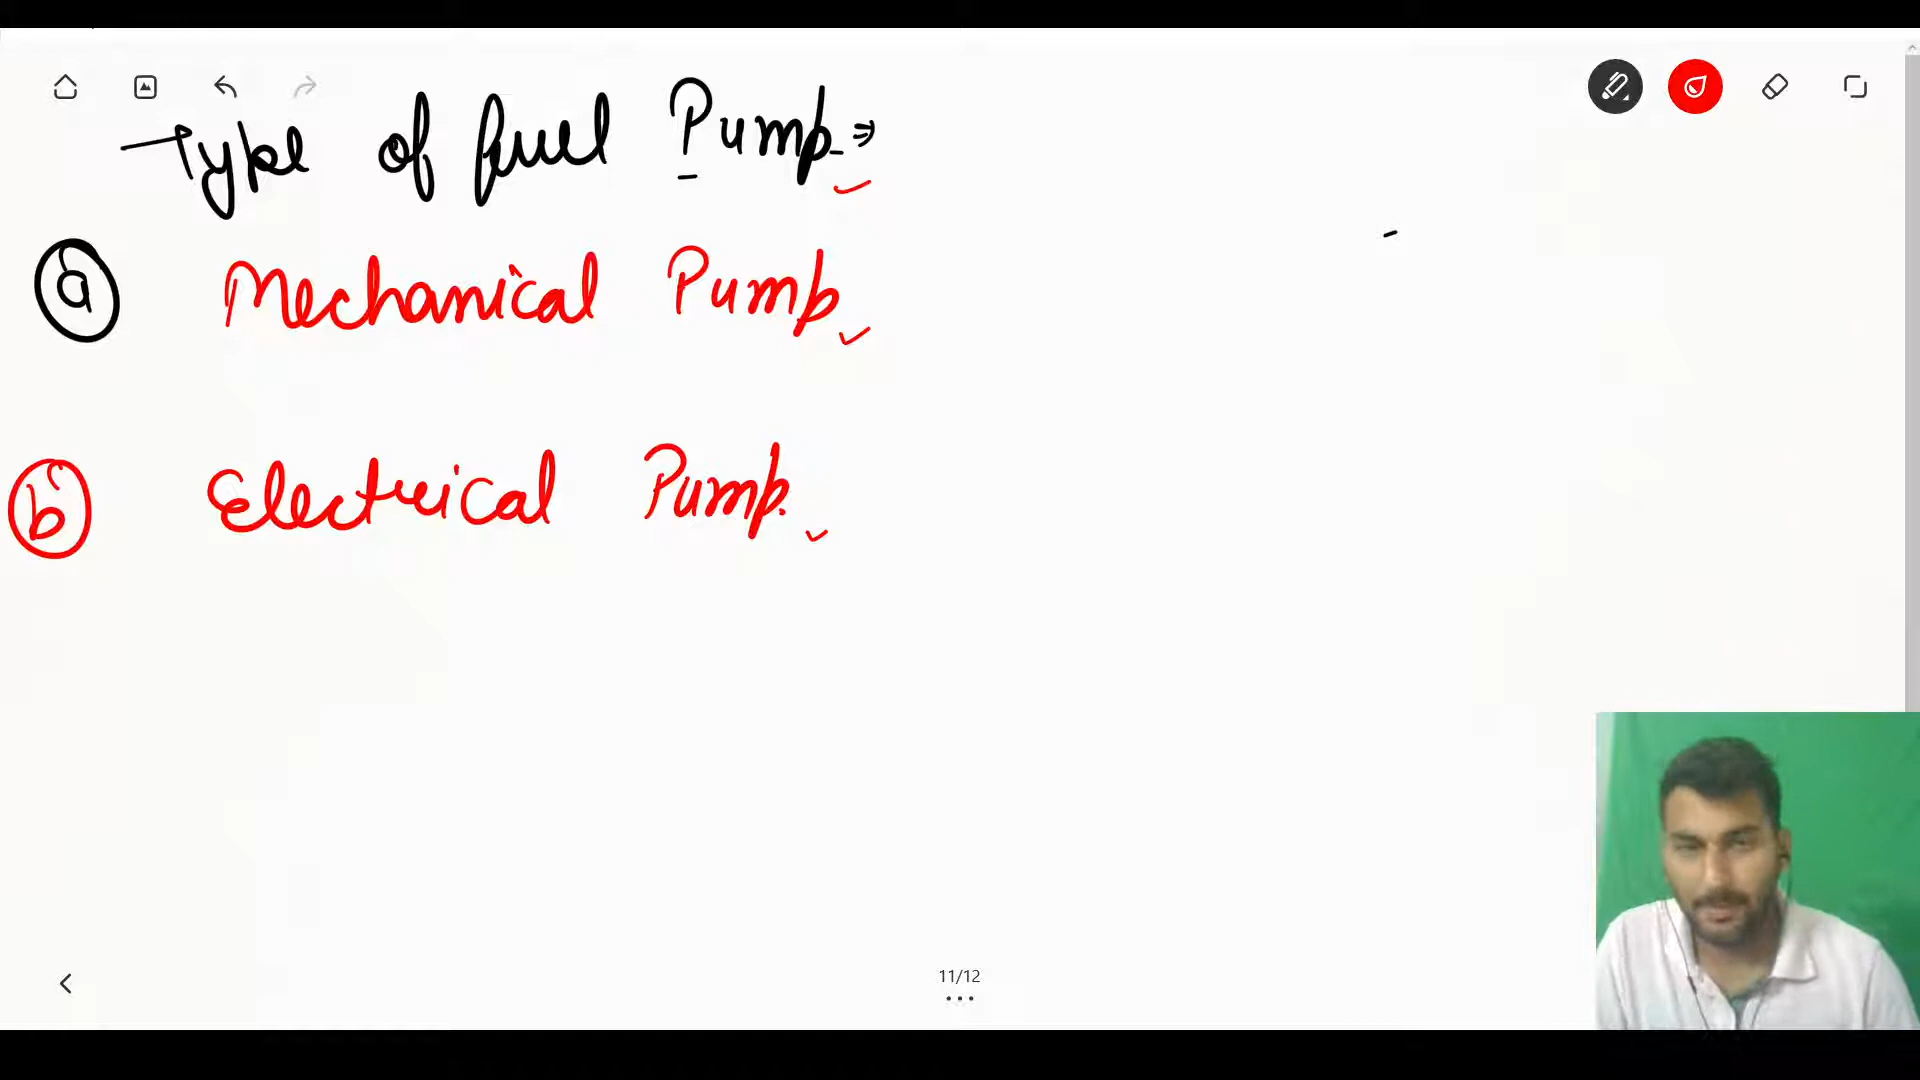 Type of fuel Pump ⇒
a Mechanical Pump
b Electrical Pump.
11/12